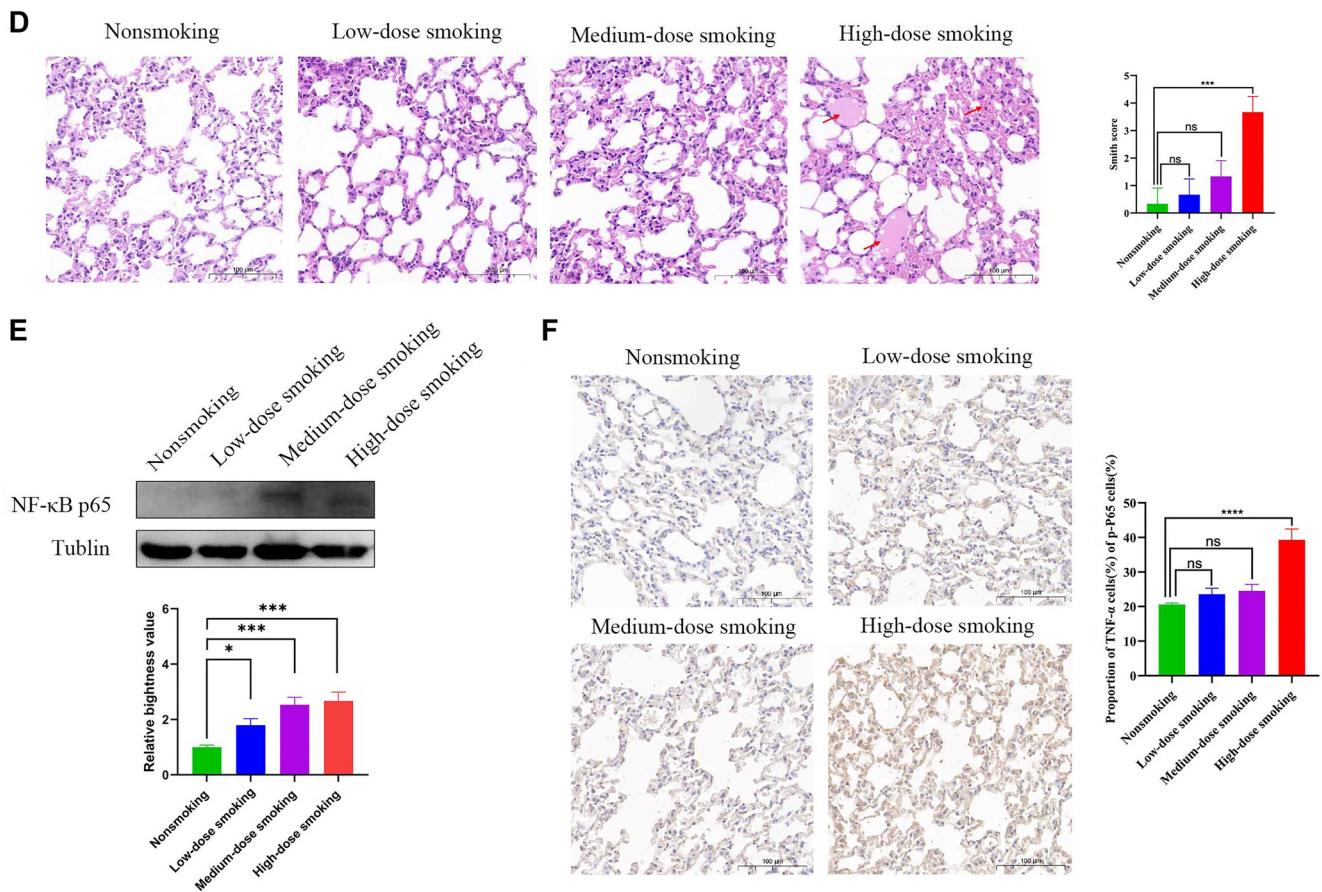 D
Nonsmoking
Low-dose smoking
Medium-dose smoking
High-dose smoking
100 μm
100 μm
100 μm
100 μm
Smith score
5
4
3
2
1
0
***
ns
ns
Nonsmoking
Low-dose smoking
Medium-dose smoking
High-dose smoking
E
Nonsmoking
Low-dose smoking
Medium-dose smoking
High-dose smoking
NF-κB p65
Tublin
Relative bightness value
6
4
2
0
***
***
*
Nonsmoking
Low-dose smoking
Medium-dose smoking
High-dose smoking
F
Nonsmoking
Low-dose smoking
100 μm
100 μm
Medium-dose smoking
High-dose smoking
100 μm
100 μm
Proportion of TNF-α cells(%) of p-P65 cells(%)
50
40
30
20
10
0
****
ns
ns
Nonsmoking
Low-dose smoking
Medium-dose smoking
High-dose smoking